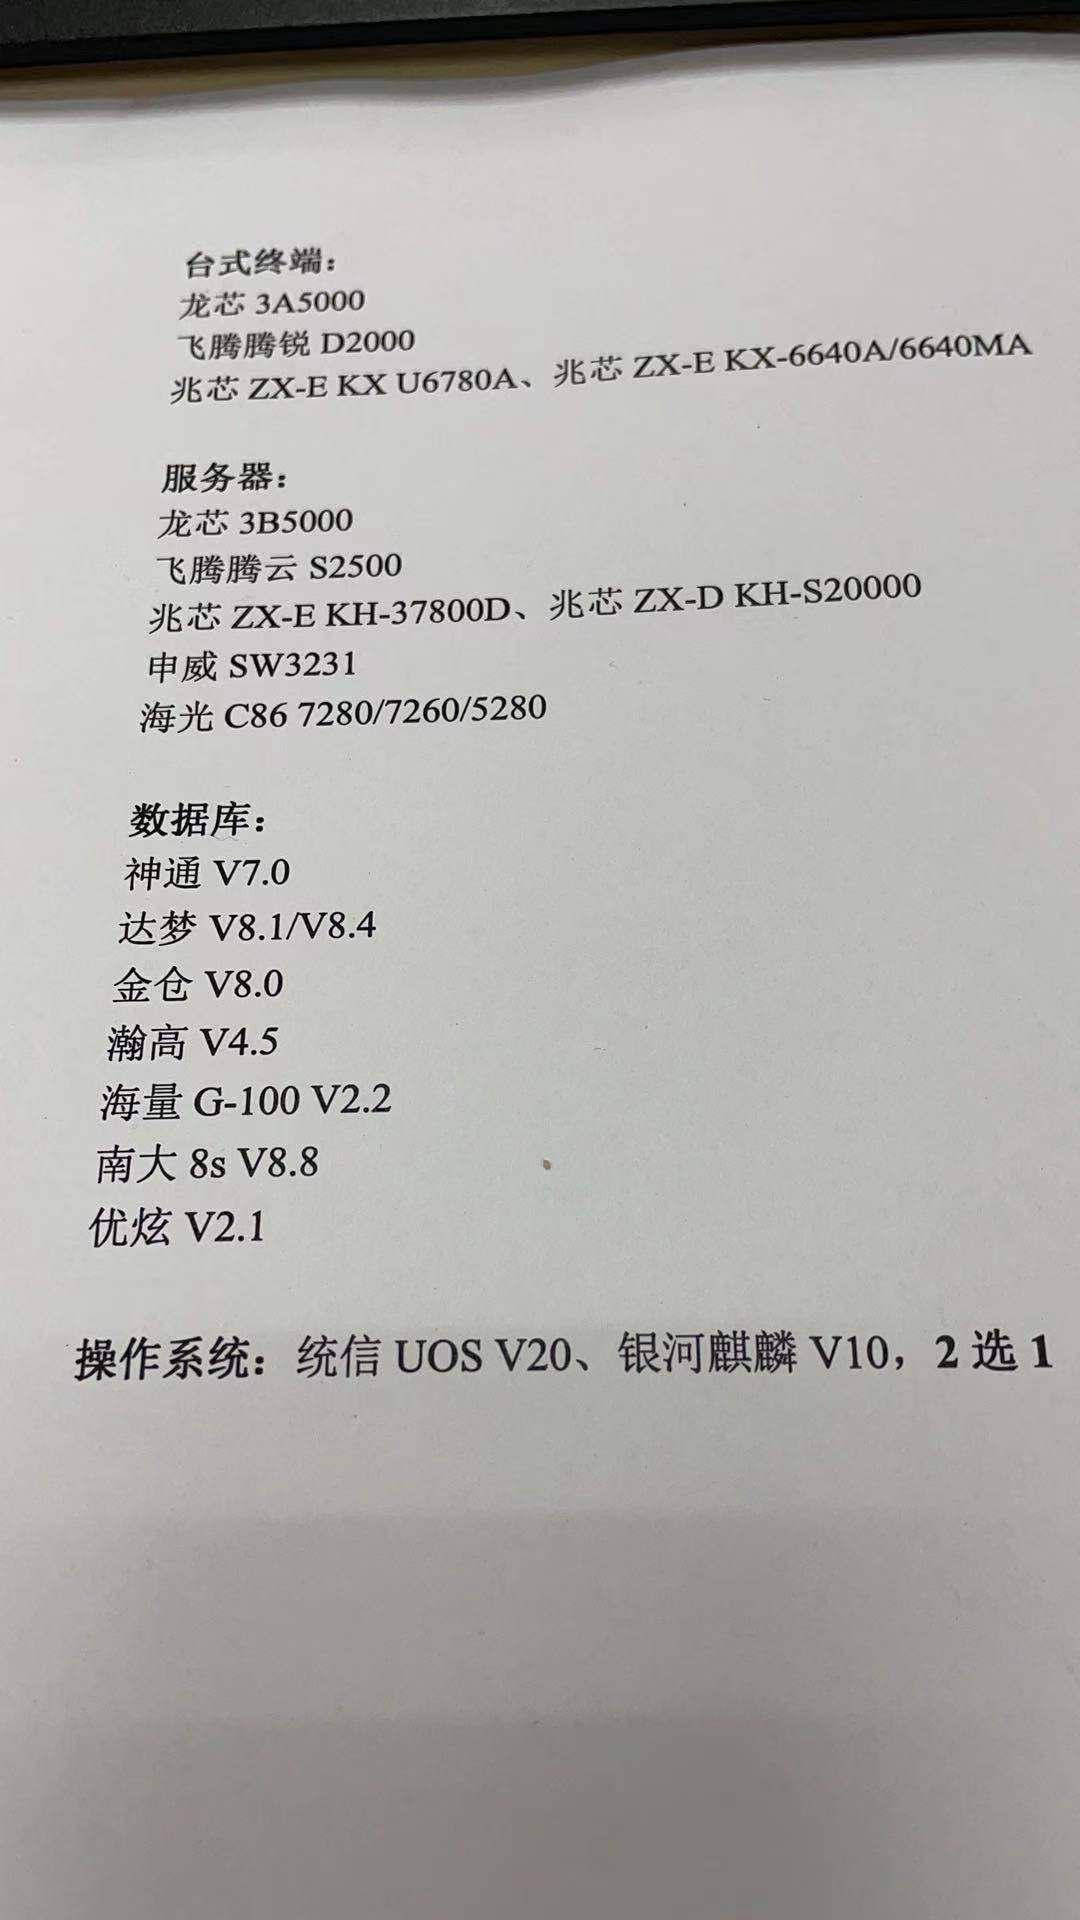 台式终端：
龙芯 3A5000
飞腾腾锐 D2000
兆芯 ZX-E KX U6780A、兆芯 ZX-E KX-6640A/6640MA
服务器：
龙芯 3B5000
飞腾腾云 S2500
兆芯 ZX-E KH-37800D、兆芯 ZX-D KH-S20000
申威 SW3231
海光 C86 7280/7260/5280
数据库：
神通 V7.0
达梦 V8.1/V8.4
金仓 V8.0
瀚高 V4.5
海量 G-100 V2.2
南大 8s V8.8
优炫 V2.1
操作系统：统信 UOS V20、银河麒麟 V10，2 选 1